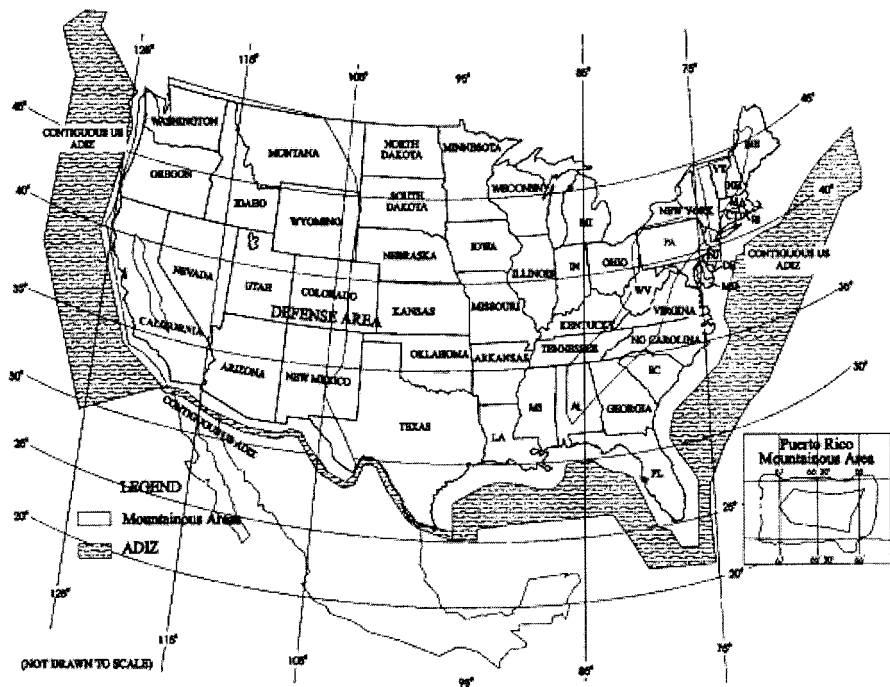 125°
115°
105°
95°
85°
75°
45°
45°
CONTIGUOUS US
ADIZ
WASHINGTON
MONTANA
NORTH
DAKOTA
MINNESOTA
ME
VT
NH
OREGON
IDAHO
WYOMING
SOUTH
DAKOTA
WISCONSIN
MI
NEW YORK
MA
CT
RI
40°
40°
NEBRASKA
IOWA
PA
NJ
CONTIGUOUS US
ADIZ
NEVADA
UTAH
COLORADO
ILLINOIS
IN
OHIO
DE
MD
35°
DEFENSE AREA
KANSAS
MISSOURI
WV
VIRGINIA
CALIFORNIA
KENTUCKY
ARIZONA
NEW MEXICO
OKLAHOMA
ARKANSAS
TENNESSEE
NO CAROLINA
SC
30°
30°
TEXAS
LA
MS
AL
GEORGIA
CONTIGUOUS US ADIZ
FL
25°
25°
Puerto Rico
Mountainous Area
LEGEND
Mountainous Areas
ADIZ
20°
20°
125°
115°
105°
95°
85°
75°
(NOT DRAWN TO SCALE)